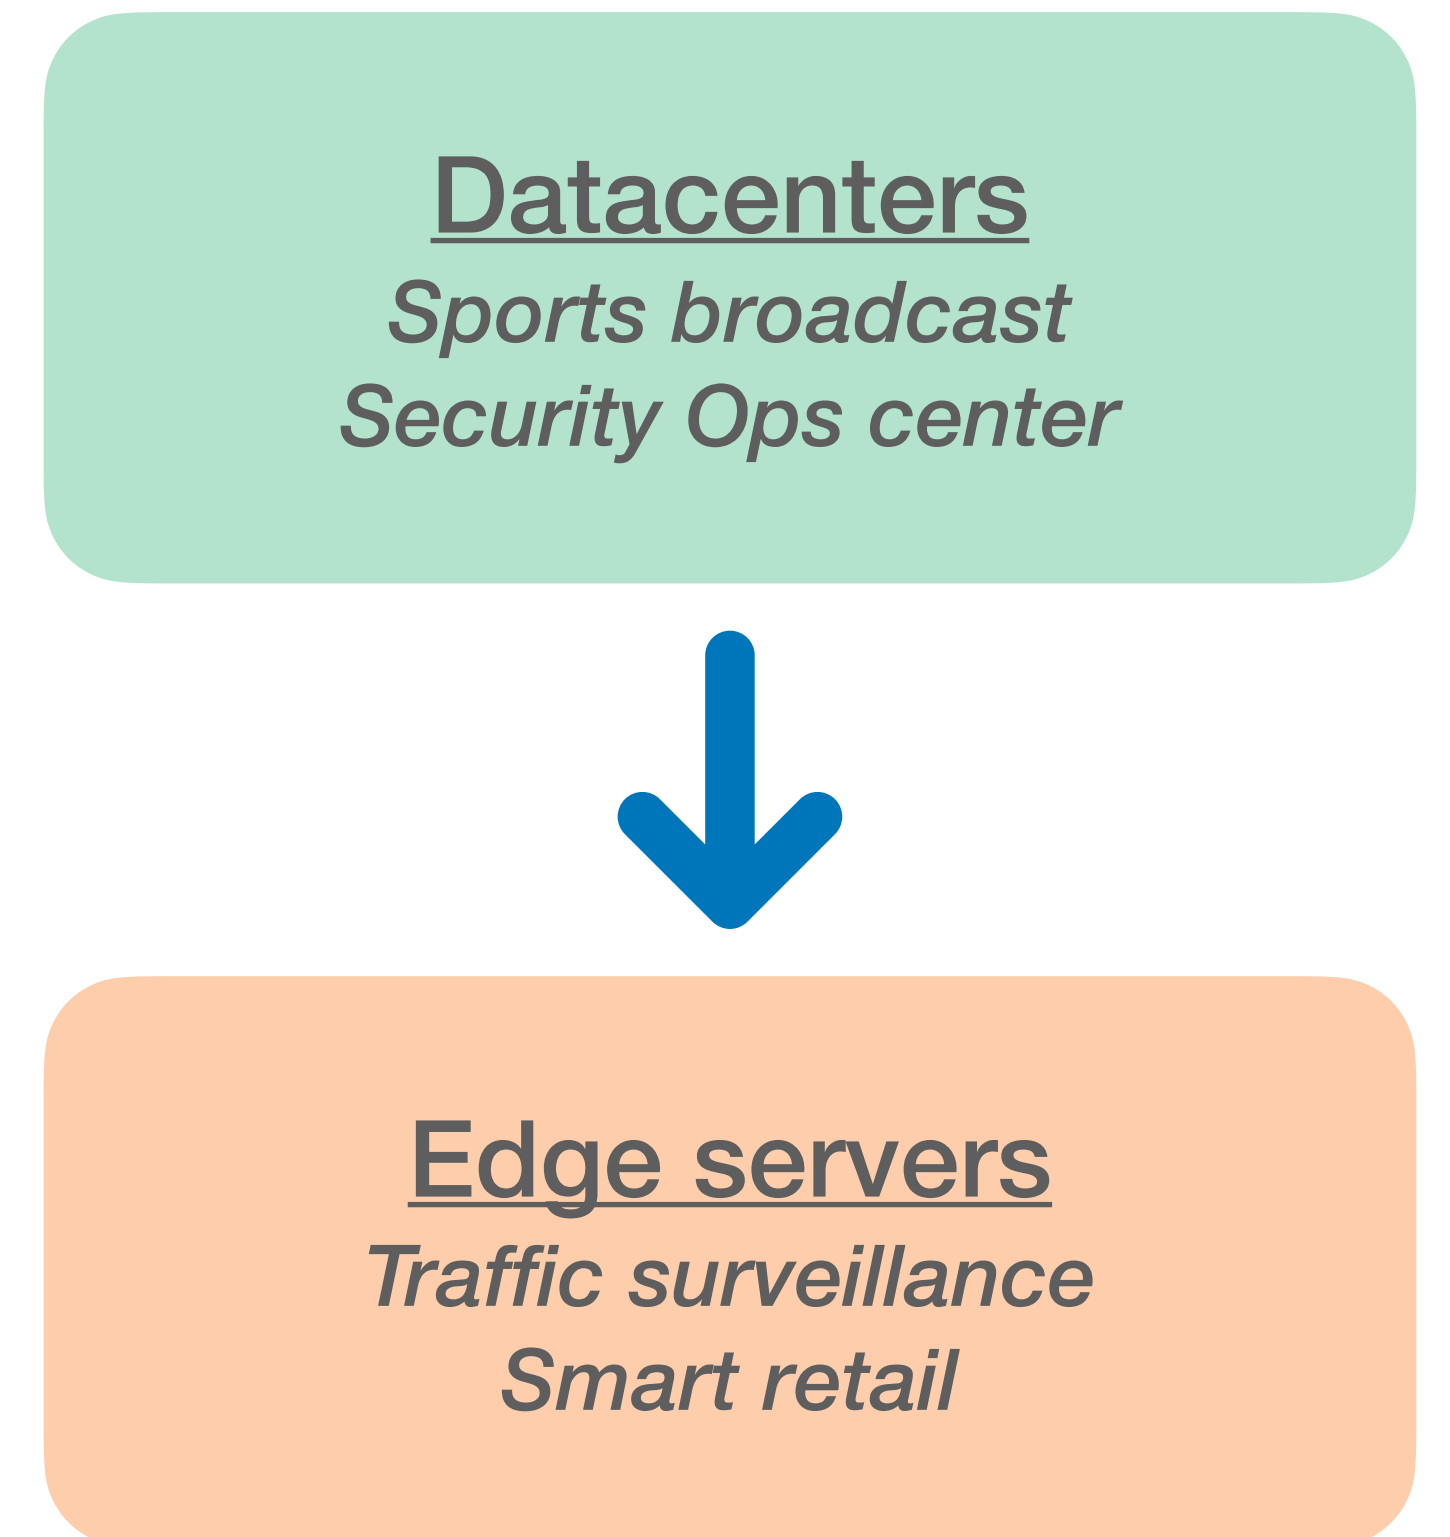 Datacenters
Sports broadcast
Security Ops center
Edge servers
Traffic surveillance
Smart retail